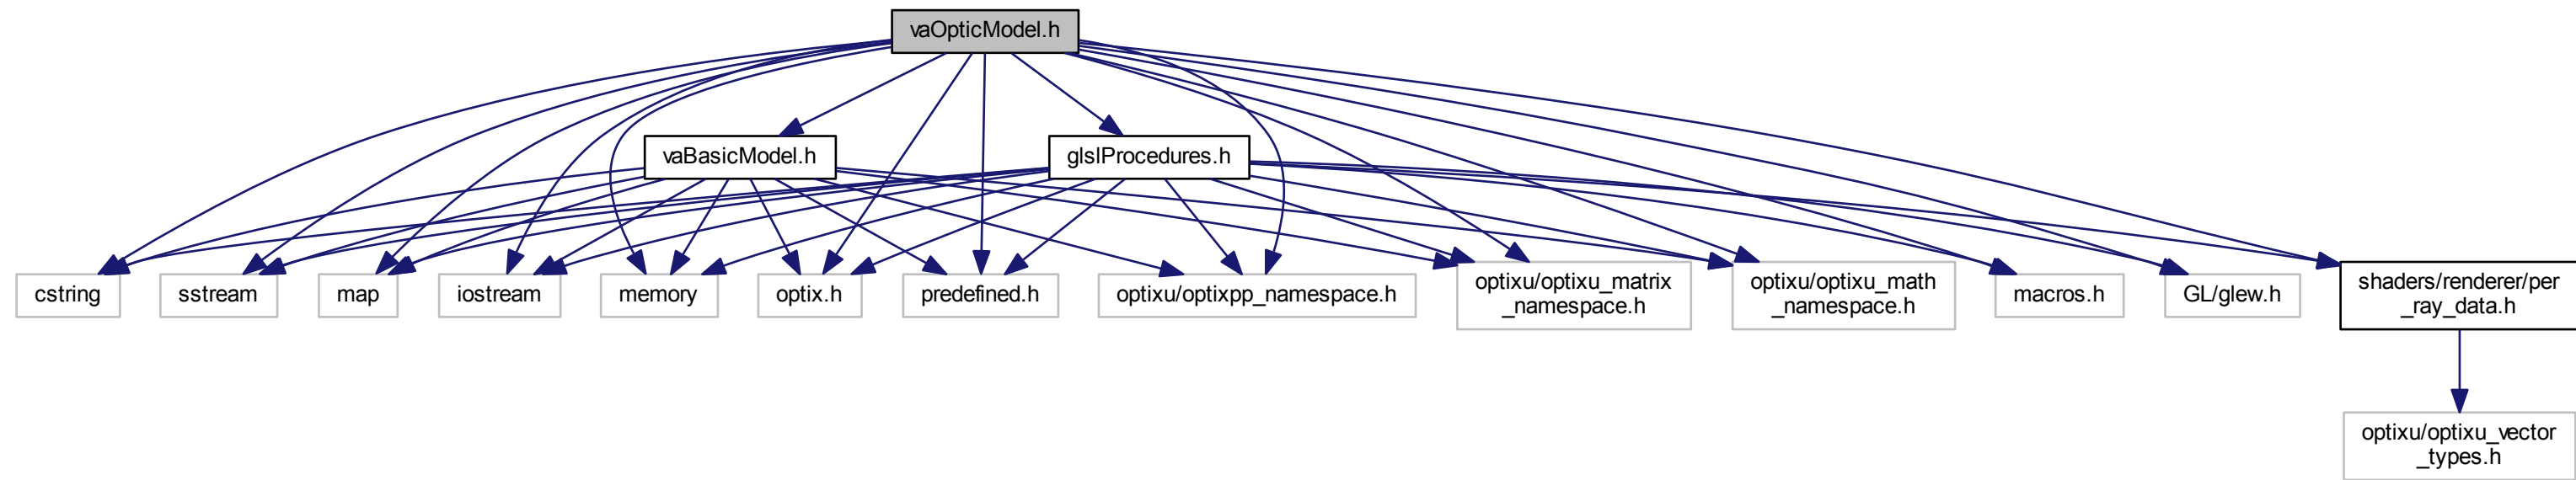 vaOpticModel.h
vaBasicModel.h
glslProcedures.h
cstring
sstream
map
iostream
memory
optix.h
predefined.h
optixu/optixpp_namespace.h
optixu/optixu_matrix
_namespace.h
optixu/optixu_math
_namespace.h
macros.h
GL/glew.h
shaders/renderer/per
_ray_data.h
optixu/optixu_vector
_types.h